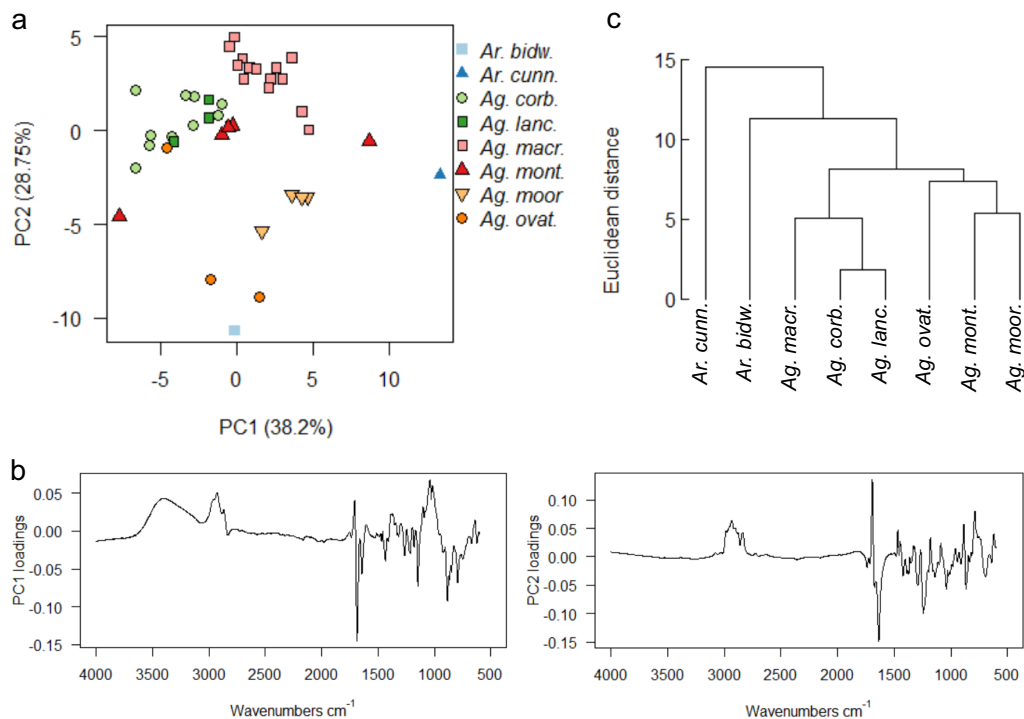 a
5
0
-5
-10
PC2 (28.75%)
-5
0
5
10
PC1 (38.2%)
Ar. bidw.
Ar. cunn.
Ag. corb.
Ag. lanc.
Ag. macr.
Ag. mont.
Ag. moor
Ag. ovat.
c
15
10
5
0
Euclidean distance
Ar. cunn.
Ar. bidw.
Ag. macr.
Ag. corb.
Ag. lanc.
Ag. ovat.
Ag. mont.
Ag. moor.
b
0.05
0.00
-0.05
-0.10
-0.15
PC1 loadings
4000 3500 3000 2500 2000 1500 1000 500
Wavenumbers cm-1
0.10
0.05
0.00
-0.05
-0.10
-0.15
PC2 loadings
4000 3500 3000 2500 2000 1500 1000 500
Wavenumbers cm-1